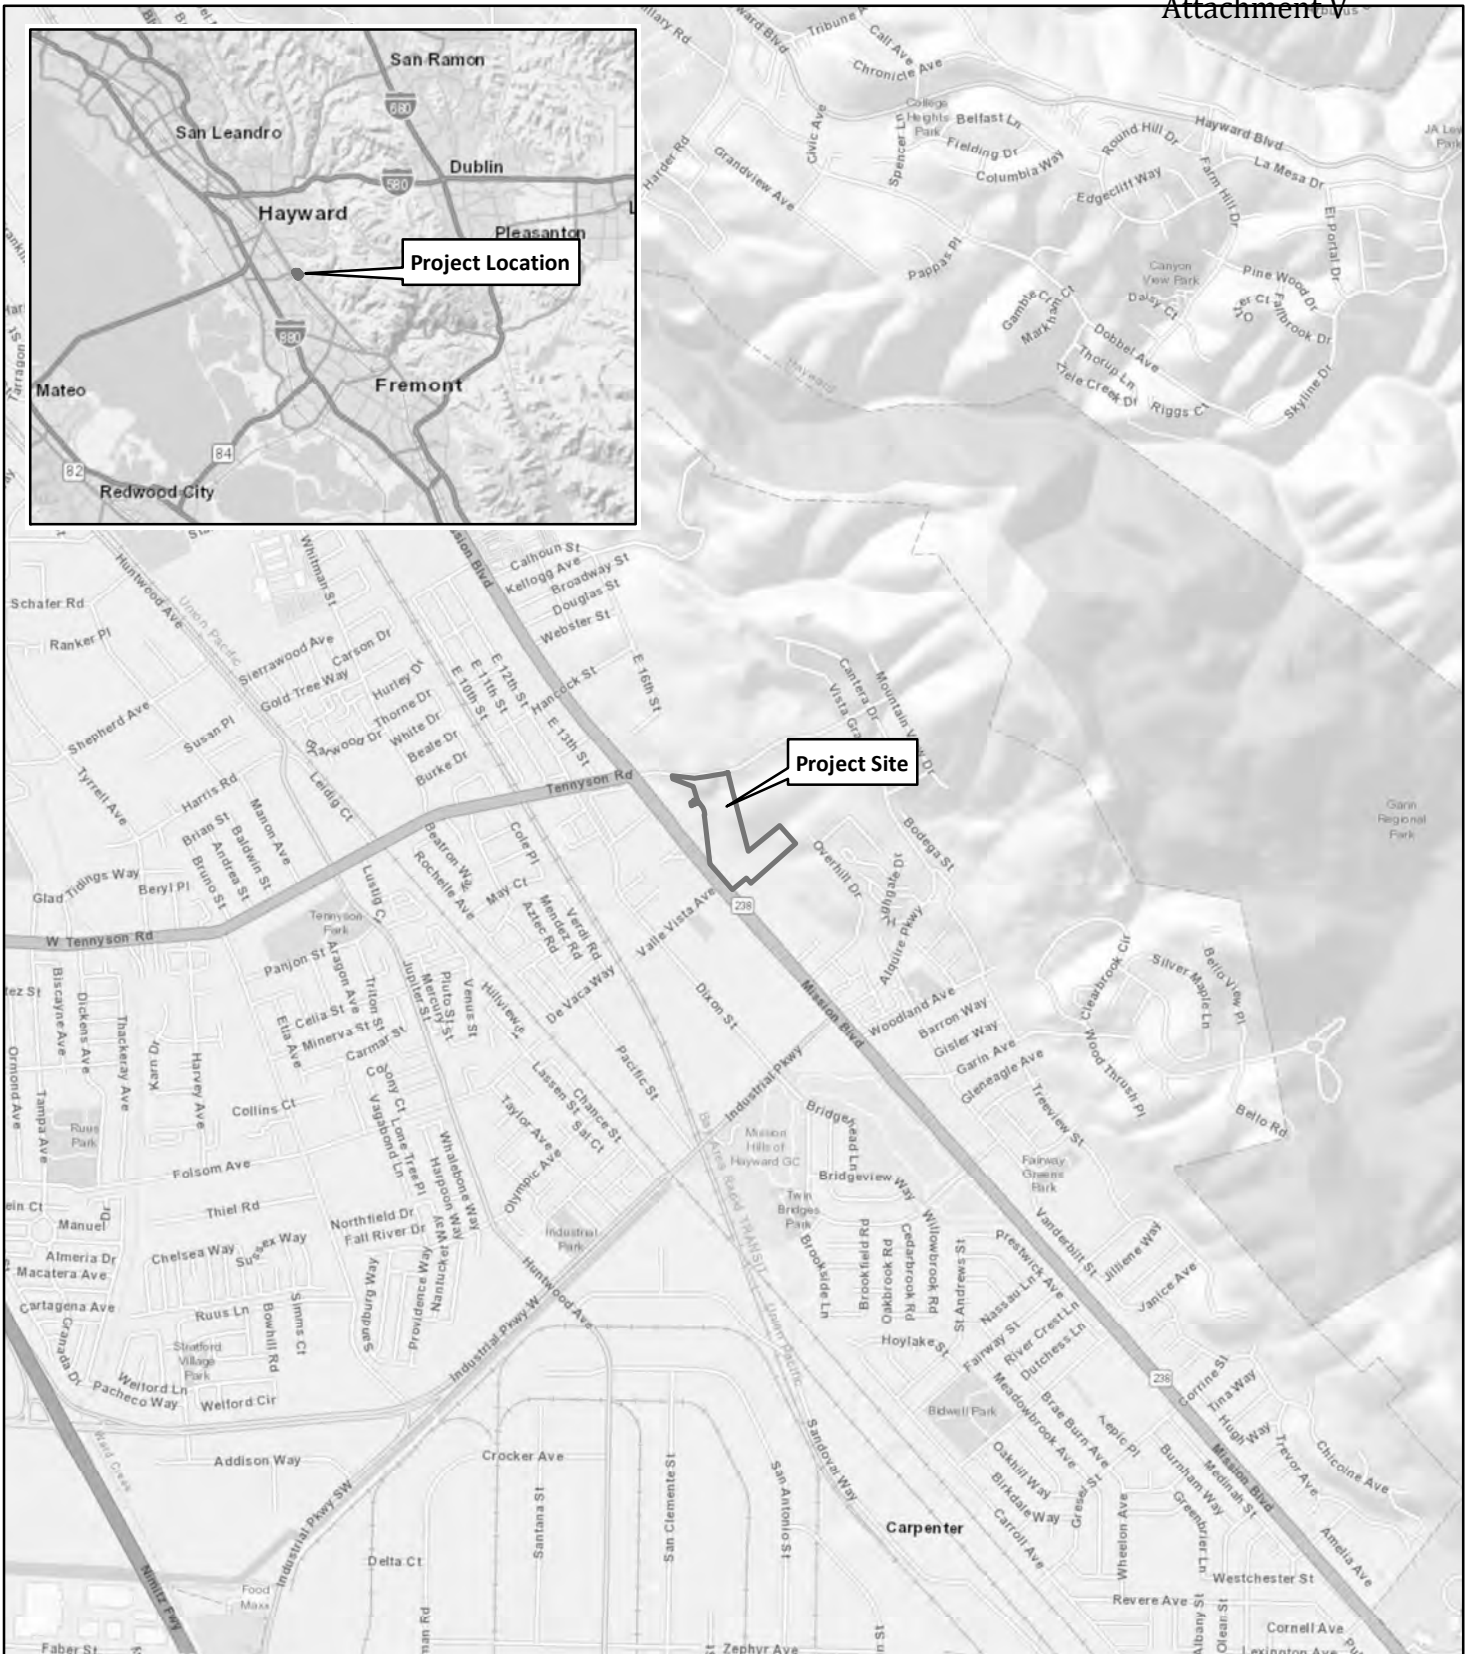 Attachment V
San Ramon
680
San Leandro
Dublin
580
Hayward
Pleasanton
Project Location
880
Fremont
Mateo
84
82
Redwood City
Tribune
Call Ave
Chronicle Ave
Hayward Blvd
Civic Ave
College
Heights
Park
Belfast Ln
Spencer Ln
Fielding Dr
Columbia Way
Round Hill Dr
La Mesa Dr
Harder Rd
Grandview Ave
Edgecliff Way
Farm Hill Dr
El Portal Dr
Pappas Pl
Canyon
View Park
Pine Wood Dr
Daisy Ct
Fallbrook Dr
Gamble Ct
Markham Ct
Dobbel Ave
Thorup Ln
Riggs Ct
Skyline Dr
Hayward
Calhoun St
Kellogg Ave
Broadway St
Douglas St
Webster St
Whitman St
Huntwood Ave
Schafer Rd
Ranker Pl
Union Pacific
Sierrawood Ave
Carson Dr
Gold Tree Way
Hurley Dr
Thorne Dr
White Dr
Beale Dr
Burke Dr
E 10th St
E 11th St
E 12th St
E 13th St
Hancock St
E 16th St
Cantera Dr
Shepherd Ave
Susan Pl
Project Site
Tennyson Rd
Tyrrell Ave
Harris Rd
Leidig Ct
Manon Ave
Brian St
Baldwin St
Andrea St
Bruno St
Glad Tidings Way
Beryl Pl
Rochelle Ave
Cole Pl
May Ct
Verdi Rd
Mendez Rd
Aztec Rd
Valle Vista Ave
238
Overhill Dr
Bodega St
Alquire Pkwy
Garin
Regional
Park
W Tennyson Rd
Tennyson
Park
Panjon St
Aragon Ave
Triton St
Jupiter St
Mercury St
Pluto St
Venus St
De Vaca Way
Dixon St
Mission Blvd
Woodland Ave
Barron Way
Gisler Way
Garin Ave
Gleneagle Ave
Clearbrook Cir
Silver Maple Ln
Bello View Pl
Wood Thrush Pl
Bello Rd
Treeview St
Biscayne Ave
Dickens Ave
Thackeray Ave
Karn Dr
Harvey Ave
Ormond Ave
Tampa Ave
Ruus
Park
Celia St
Minerva St
Carmar St
Etia Ave
Colony Ct
Collins Ct
Vagabond Ln
Lone Tree Pl
Whalebone Way
Harpoon Way
Lassen St
Chance St
Sal Ct
Taylor Ave
Olympic Ave
Pacific St
Industrial Pkwy
Bay Area Rapid TRANSIT
Mission
Hills of
Hayward GC
Bridgehead Ln
Bridgeview Way
Fairway
Greens
Park
Folsom Ave
Thiel Rd
Manuel Dr
Almeria Dr
Macatera Ave
Cartagena Ave
Granada Dr
Chelsea Way
Sussex Way
Northfield Dr
Fall River Dr
Industrial
Park
Twin
Bridges
Park
Brookside Ln
Brookfield Rd
Oakbrook Rd
Cedarbrook Rd
Willowbrook Rd
St Andrews St
Prestwick Ave
Vanderbilt St
Jilliene Way
Janice Ave
Ruus Ln
Bowhill Rd
Simms Ct
Sandburg Way
Providence Way
Huntwood Ave
Industrial Pkwy W
Union Pacific
Nassau Ln
River Crest Ln
Dutchess Ln
Fairway St
Hoylake St
Stratford
Village
Park
Welford Ln
Pacheco Way
Welford Cir
Ward Creek
Addison Way
Crocker Ave
Bidwell Park
Meadowbrook Ave
Brae Burn Ave
238
Corrine St
Tina Way
Hugh Way
Trevor Ave
Chicoine Ave
Mission Blvd
Medinah St
Burnham Way
Greenbrier Ln
Oakhill Way
Birkdale Way
Carroll Ave
Gresel St
Wheelon Ave
Amelia Ave
Industrial Pkwy SW
Santana St
San Clemente St
San Antonio St
Sandoval Way
Carpenter
Delta Ct
Food
Maxx
Nimitz Fwy
Westchester St
Revere Ave
Albany St
Olean St
Cornell Ave
Lexington Ave
Faber St
Zephyr Ave